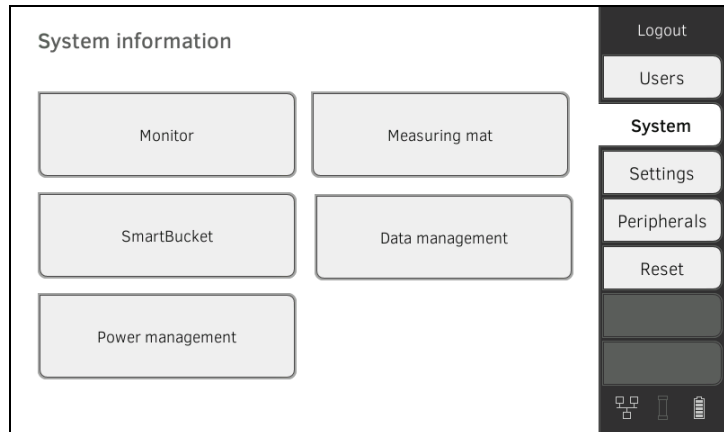 System information
Monitor
Measuring mat
SmartBucket
Data management
Power management
Logout
Users
System
Settings
Peripherals
Reset